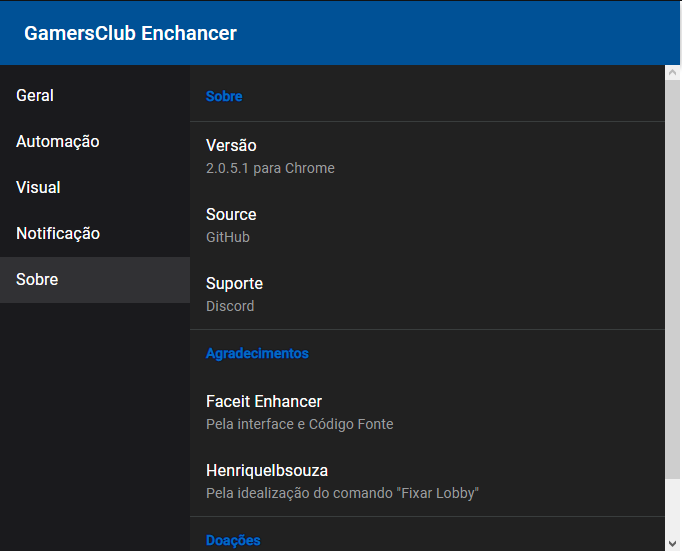 GamersClub Enchancer
Geral
Automação
Visual
Notificação
Sobre
Sobre
Versão
2.0.5.1 para Chrome
Source
GitHub
Suporte
Discord
Agradecimentos
Faceit Enhancer
Pela interface e Código Fonte
Henriquelbsouza
Pela idealização do comando "Fixar Lobby"
Doações